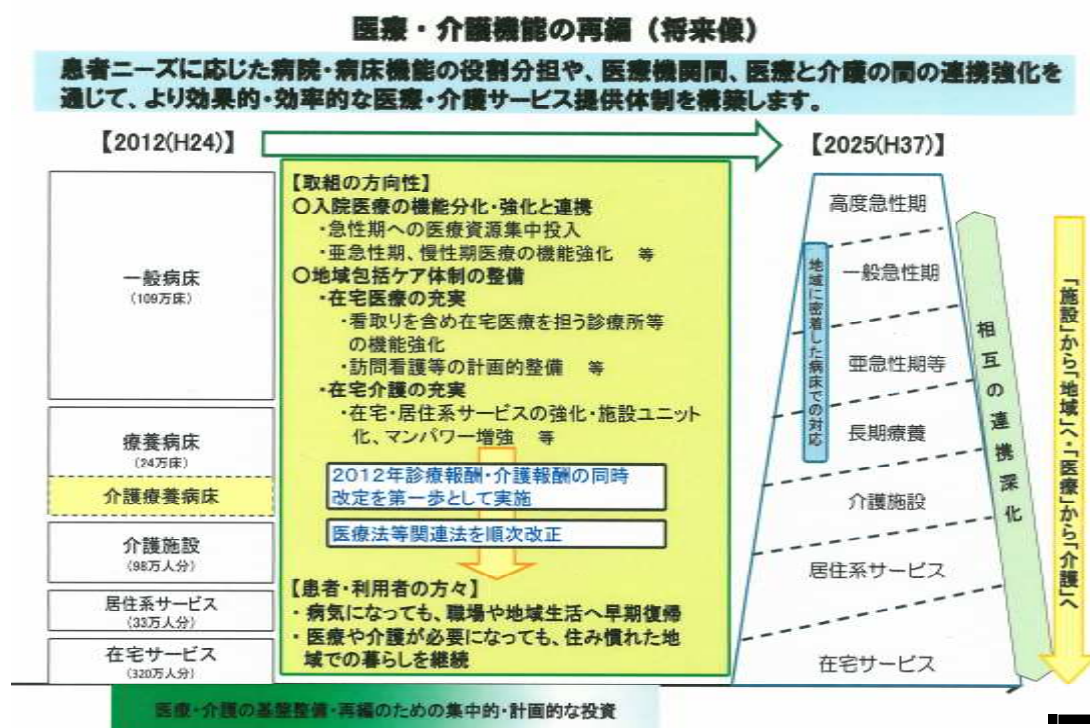 医療・介護機能の再編（将来像）
患者ニーズに応じた病院・病床機能の役割分担や、医療機関間、医療と介護の間の連携強化を
通じて、より効果的・効率的な医療・介護サービス提供体制を構築します。
【2012(H24)】
一般病床
（109万床）
療養病床
（24万床）
介護療養病床
介護施設
（98万人分）
居住系サービス
（33万人分）
在宅サービス
（320万人分）
【取組の方向性】
○入院医療の機能分化・強化と連携
・急性期への医療資源集中投入
・亜急性期、慢性期医療の機能強化　等
○地域包括ケア体制の整備
・在宅医療の充実
・看取りを含め在宅医療を担う診療所等
の機能強化
・訪問看護等の計画的整備　等
・在宅介護の充実
・在宅・居住系サービスの強化・施設ユニット
化、マンパワー増強　等
2012年診療報酬・介護報酬の同時
改定を第一歩として実施
医療法等関連法を順次改正
【患者・利用者の方々】
・病気になっても、職場や地域生活へ早期復帰
・医療や介護が必要になっても、住み慣れた地
域での暮らしを継続
【2025(H37)】
高度急性期
一般急性期
亜急性期等
長期療養
介護施設
居住系サービス
在宅サービス
地域に密着した病床での対応
相互の連携深化
「施設」から「地域」へ・「医療」から「介護」へ
医療・介護の基盤整備・再編のための集中的・計画的な投資